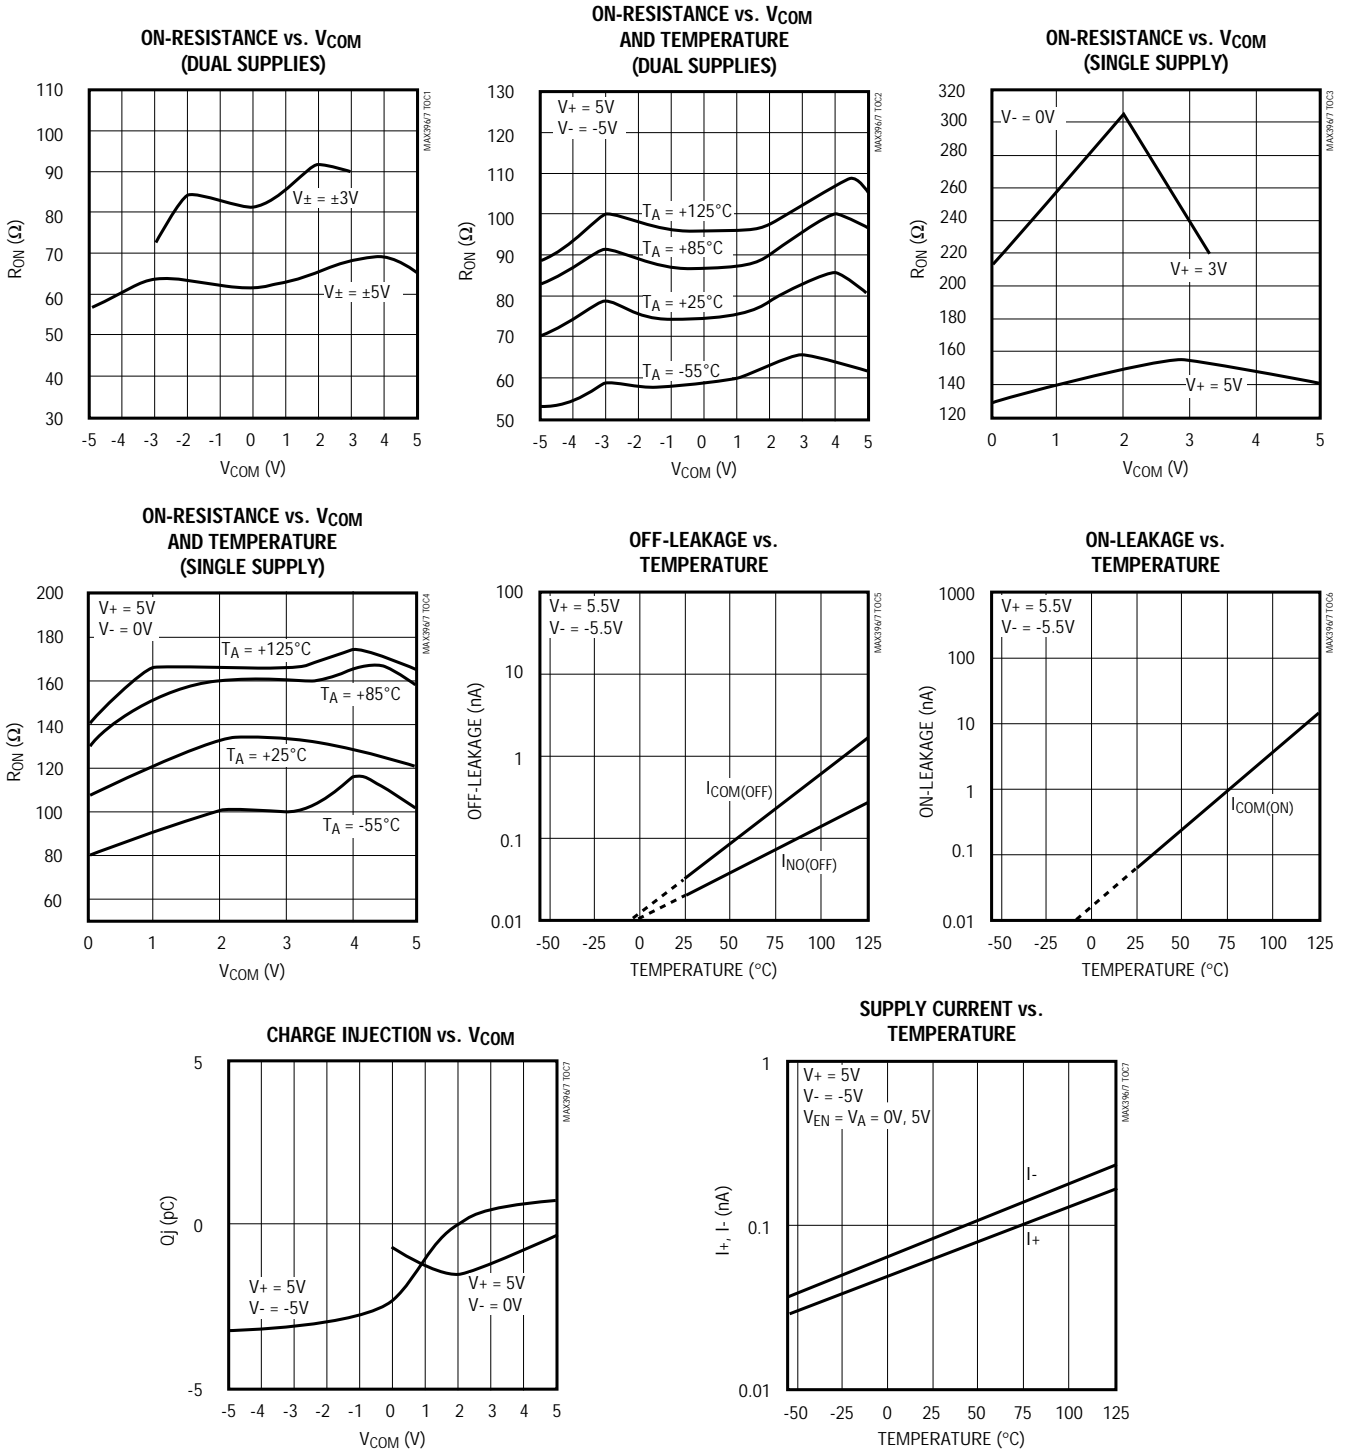 ON-RESISTANCE vs. VCOM
(DUAL SUPPLIES)
110
100
90
80
70
60
50
40
30
RON (Ω)
V± = ±3V
V± = ±5V
-5 -4 -3 -2 -1 0 1 2 3 4 5
VCOM (V)
MAX396/7 TOC1
ON-RESISTANCE vs. VCOM
AND TEMPERATURE
(DUAL SUPPLIES)
130
120
110
100
90
80
70
60
50
RON (Ω)
V+ = 5V
V- = -5V
TA = +125°C
TA = +85°C
TA = +25°C
TA = -55°C
-5 -4 -3 -2 -1 0 1 2 3 4 5
VCOM (V)
MAX396/7 TOC2
ON-RESISTANCE vs. VCOM
(SINGLE SUPPLY)
320
300
280
260
240
220
200
180
160
140
120
RON (Ω)
V- = 0V
V+ = 3V
V+ = 5V
0 1 2 3 4 5
VCOM (V)
MAX396/7 TOC3
ON-RESISTANCE vs. VCOM
AND TEMPERATURE
(SINGLE SUPPLY)
200
180
160
140
120
100
80
60
RON (Ω)
V+ = 5V
V- = 0V
TA = +125°C
TA = +85°C
TA = +25°C
TA = -55°C
0 1 2 3 4 5
VCOM (V)
MAX396/7 TOC4
OFF-LEAKAGE vs.
TEMPERATURE
100
10
1
0.1
0.01
OFF-LEAKAGE (nA)
V+ = 5.5V
V- = -5.5V
ICOM(OFF)
INO(OFF)
-50 -25 0 25 50 75 100 125
TEMPERATURE (°C)
MAX396/7 TOC5
ON-LEAKAGE vs.
TEMPERATURE
1000
100
10
1
0.1
0.01
ON-LEAKAGE (nA)
V+ = 5.5V
V- = -5.5V
ICOM(ON)
-50 -25 0 25 50 75 100 125
TEMPERATURE (°C)
MAX396/7 TOC6
CHARGE INJECTION vs. VCOM
5
0
-5
Qj (pC)
V+ = 5V
V- = -5V
V+ = 5V
V- = 0V
-5 -4 -3 -2 -1 0 1 2 3 4 5
VCOM (V)
MAX396/7 TOC7
SUPPLY CURRENT vs.
TEMPERATURE
1
0.1
0.01
I+, I- (nA)
V+ = 5V
V- = -5V
VEN = VA = 0V, 5V
I-
I+
-50 -25 0 25 50 75 100 125
TEMPERATURE (°C)
MAX396/7 TOC7